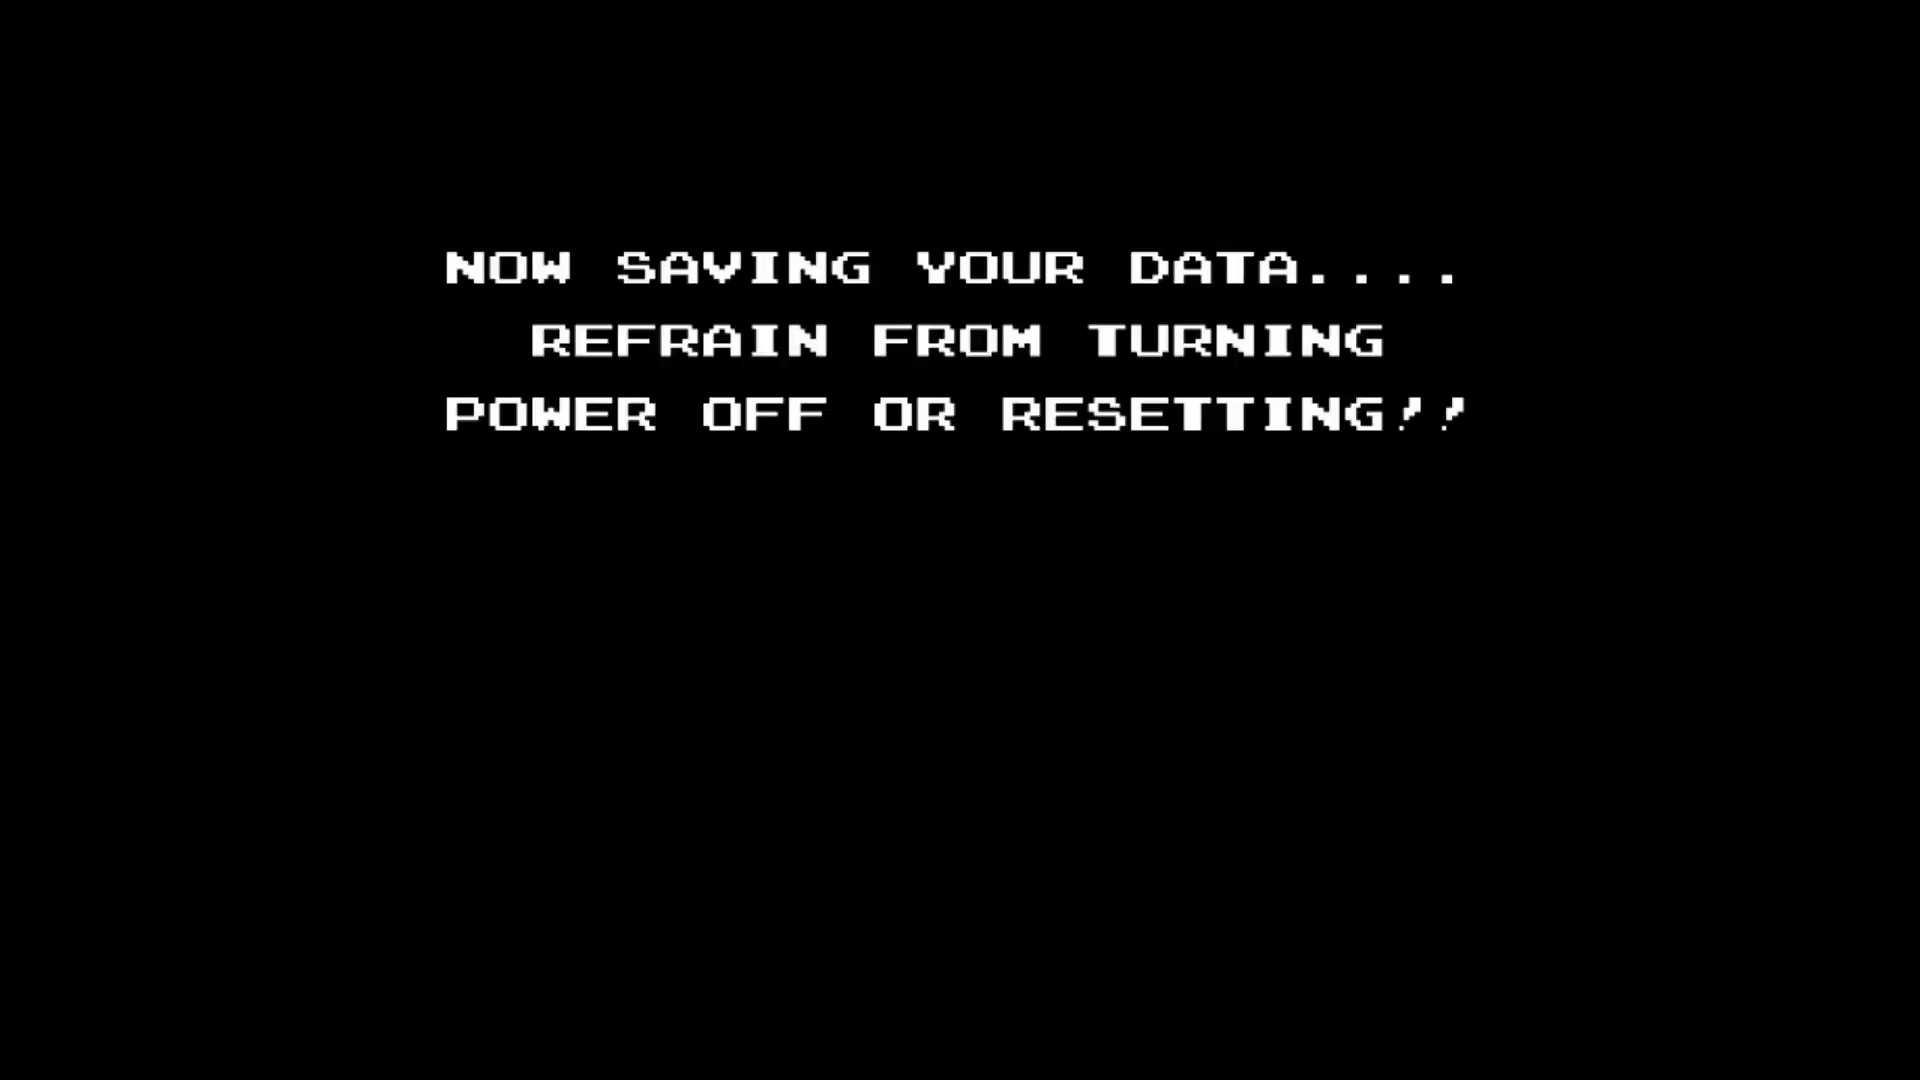 NOW SAVING YOUR DATA....
REFRAIN FROM TURNING
POWER OFF OR RESETTING!!